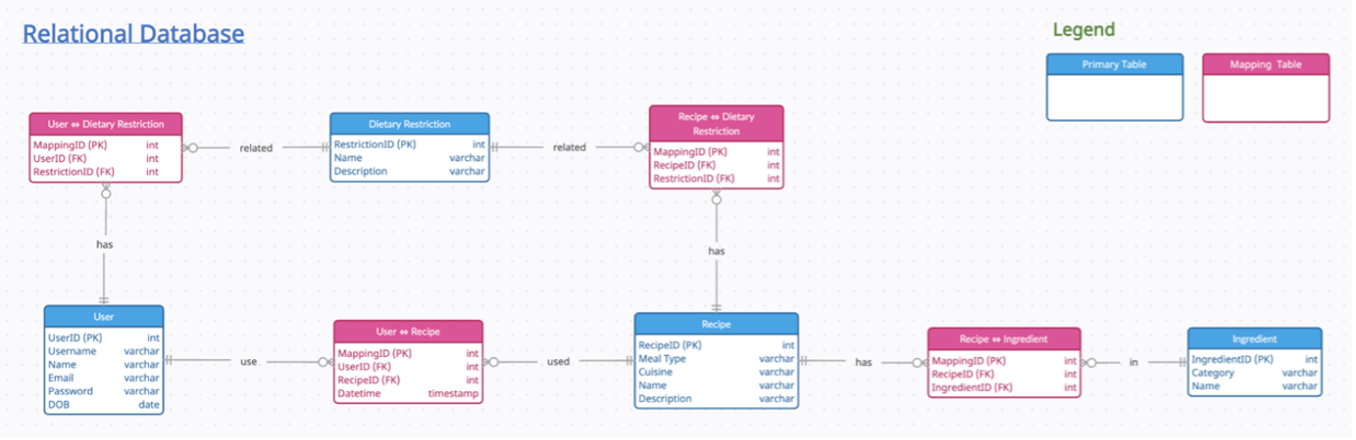 Relational Database
Legend
Primary Table
Mapping Table
User ⇔ Dietary Restriction
MappingID (PK) int
UserID (FK) int
RestrictionID (FK) int
related
Dietary Restriction
RestrictionID (PK) int
Name varchar
Description varchar
related
Recipe ⇔ Dietary
Restriction
MappingID (PK) int
RecipeID (FK) int
RestrictionID (FK) int
has
has
User
UserID (PK) int
Username varchar
Name varchar
Email varchar
Password varchar
DOB date
use
User ⇔ Recipe
MappingID (PK) int
UserID (FK) int
RecipeID (FK) int
Datetime timestamp
used
Recipe
RecipeID (PK) int
Meal Type varchar
Cuisine varchar
Name varchar
Description varchar
has
Recipe ⇔ Ingredient
MappingID (PK) int
RecipeID (FK) int
IngredientID (FK) int
in
Ingredient
IngredientID (PK) int
Category varchar
Name varchar